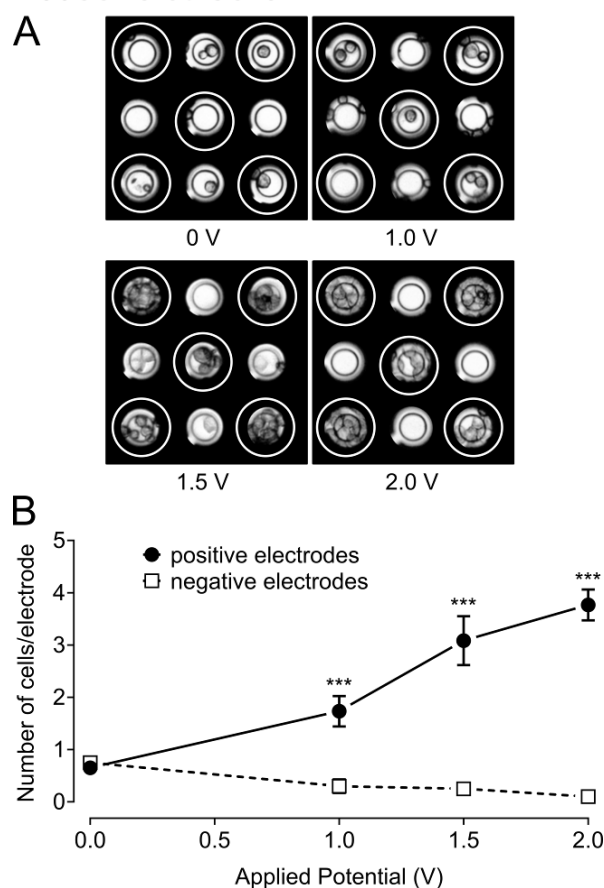 A
0 V
1.0 V
1.5 V
2.0 V
B
5
4
3
2
1
0
Number of cells/electrode
positive electrodes
negative electrodes
***
***
***
0.0
0.5
1.0
1.5
2.0
Applied Potential (V)